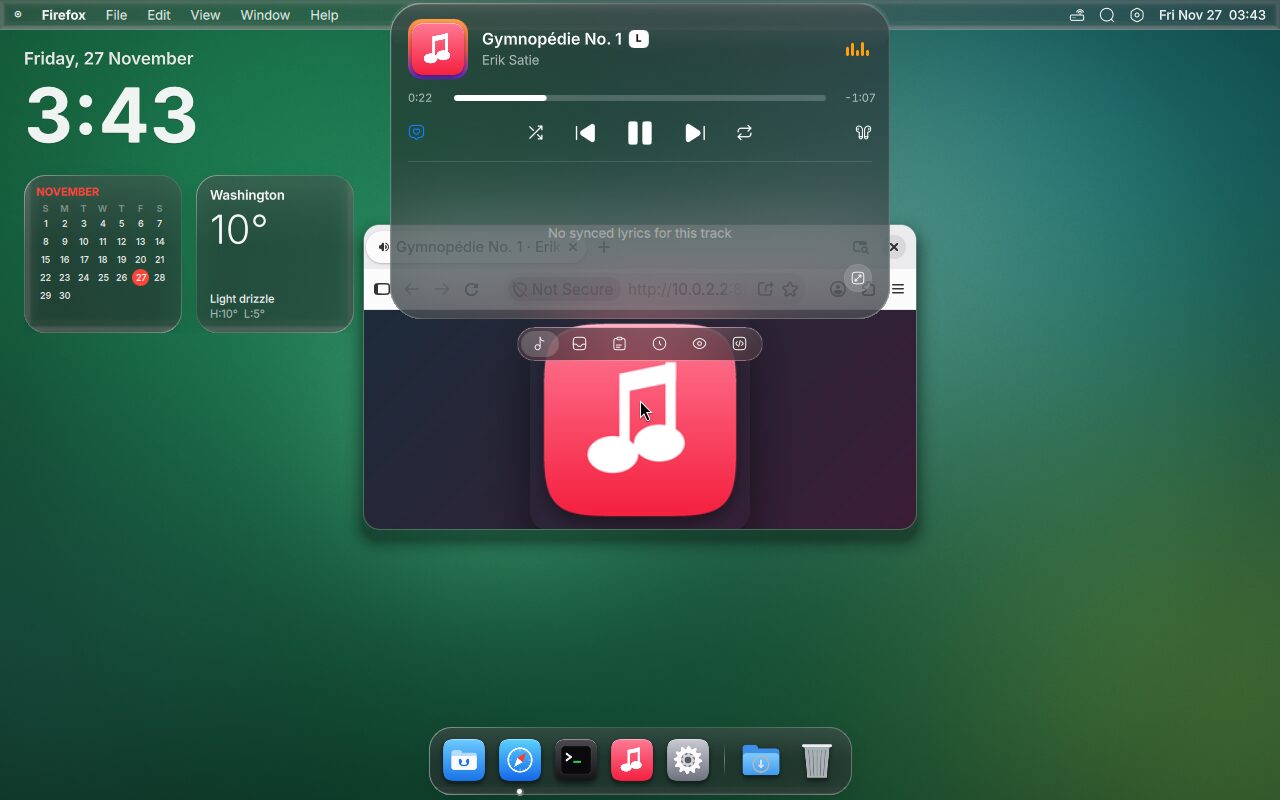 Firefox File Edit View Window Help
Fri Nov 27 03:43
Friday, 27 November
3:43
NOVEMBER
S M T W T F S
1 2 3 4 5 6 7
8 9 10 11 12 13 14
15 16 17 18 19 20 21
22 23 24 25 26 27 28
29 30
Washington
10°
Light drizzle
H:10° L:5°
Gymnopédie No. 1 L
Erik Satie
0:22
-1:07
No synced lyrics for this track
Gymnopédie No. 1 · Erik
Not Secure http://10.0.2.2:8